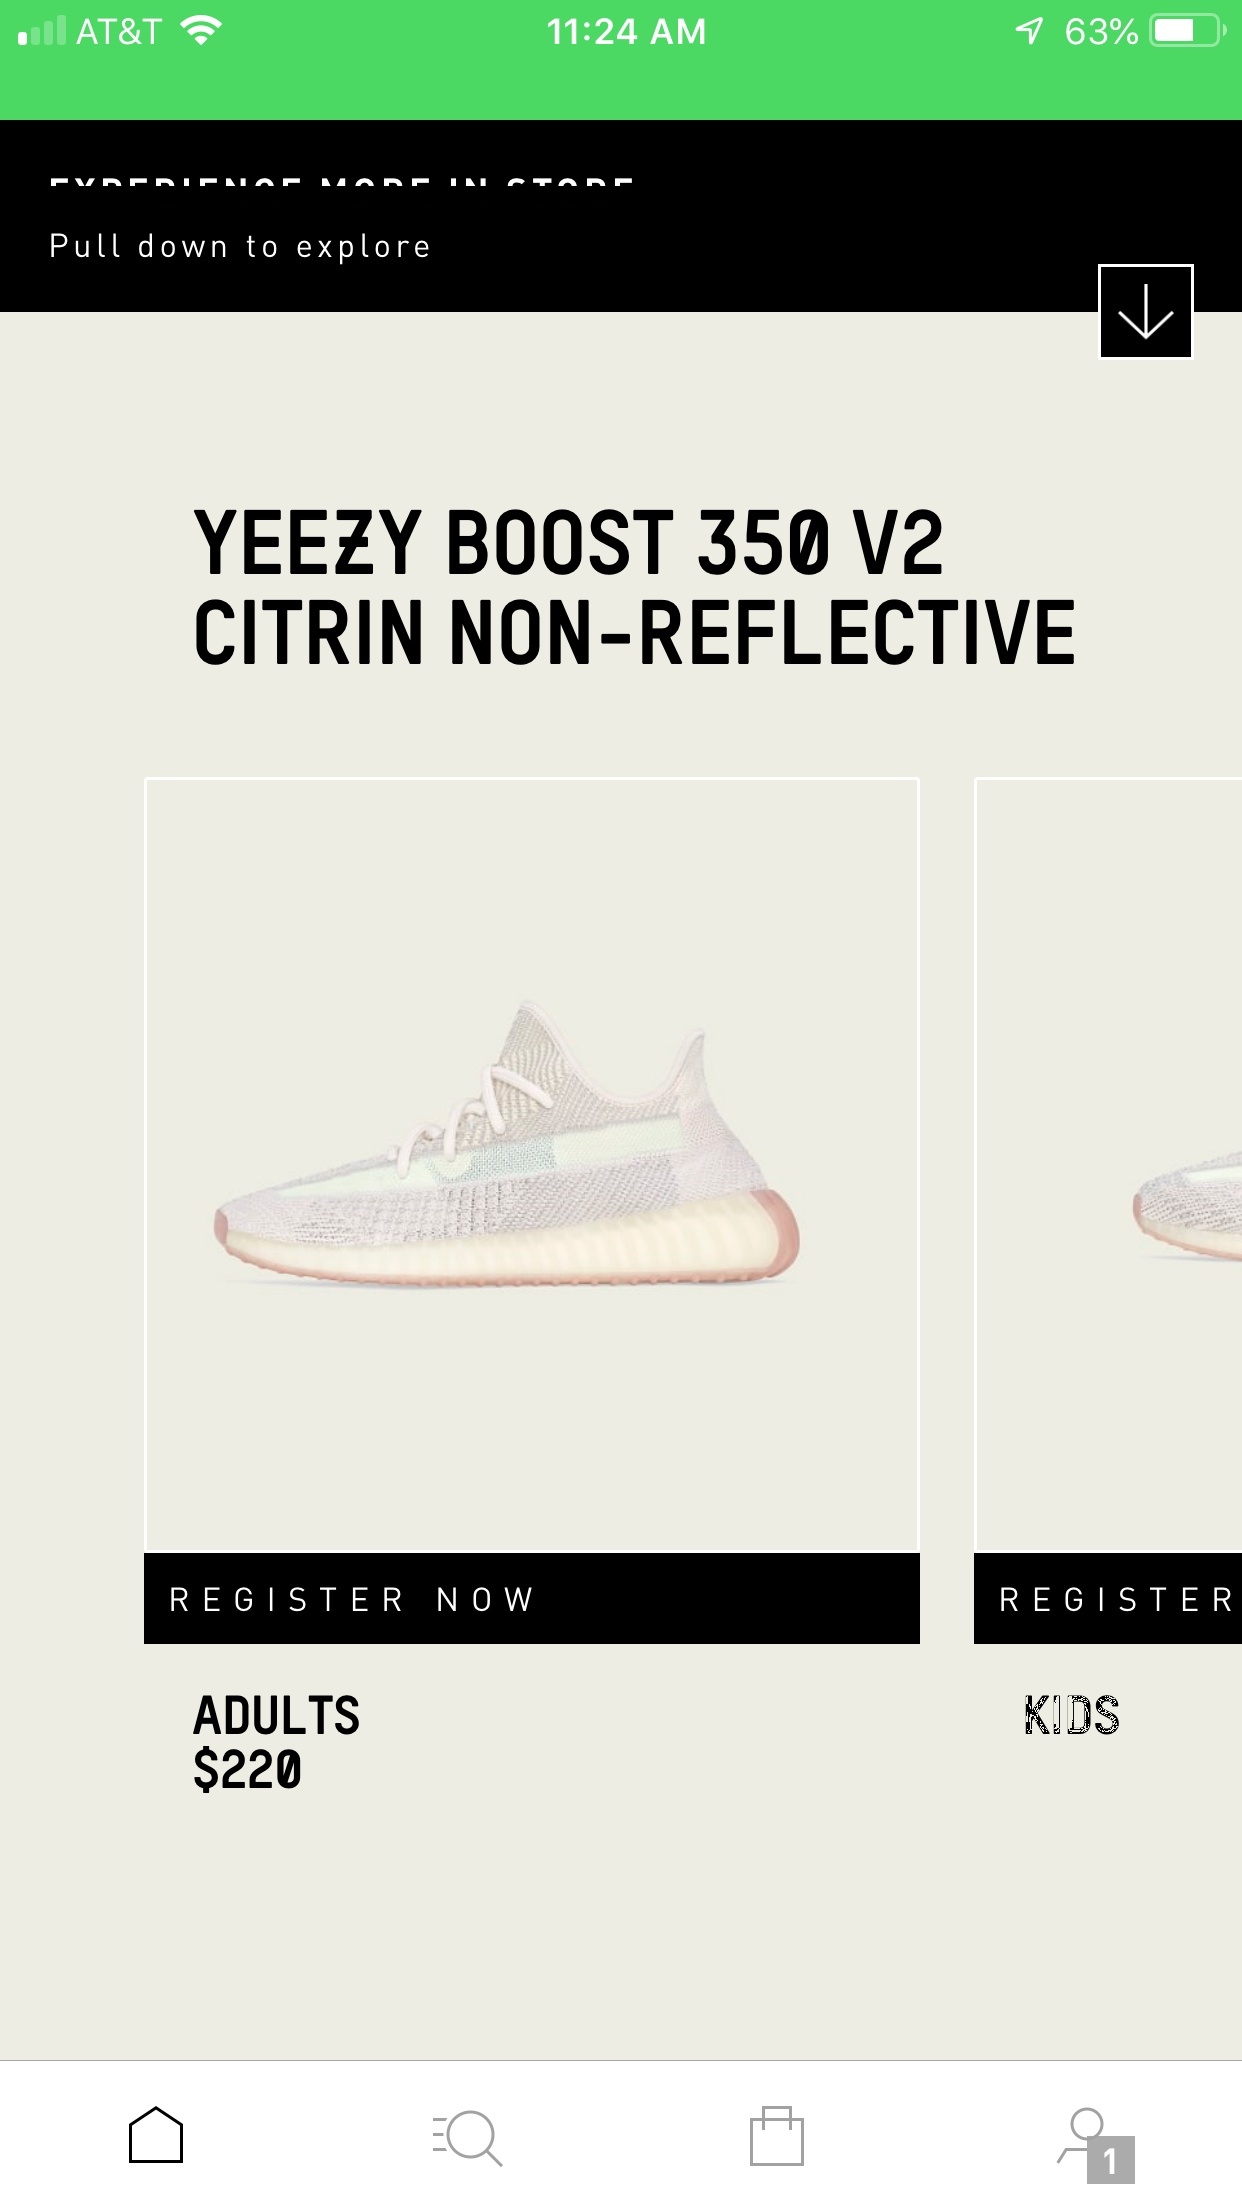 AT&T 11:24 AM 63%
EXPERIENCE MORE IN STORE
Pull down to explore
YEEZY BOOST 350 V2
CITRIN NON-REFLECTIVE
REGISTER NOW
REGISTER
ADULTS
$220
KIDS
1